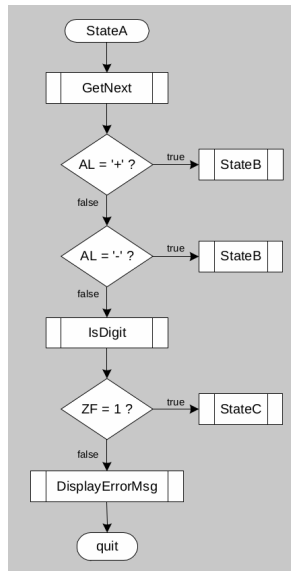 StateA
GetNext
AL = '+' ?
true
StateB
false
AL = '-' ?
true
StateB
false
IsDigit
ZF = 1 ?
true
StateC
false
DisplayErrorMsg
quit